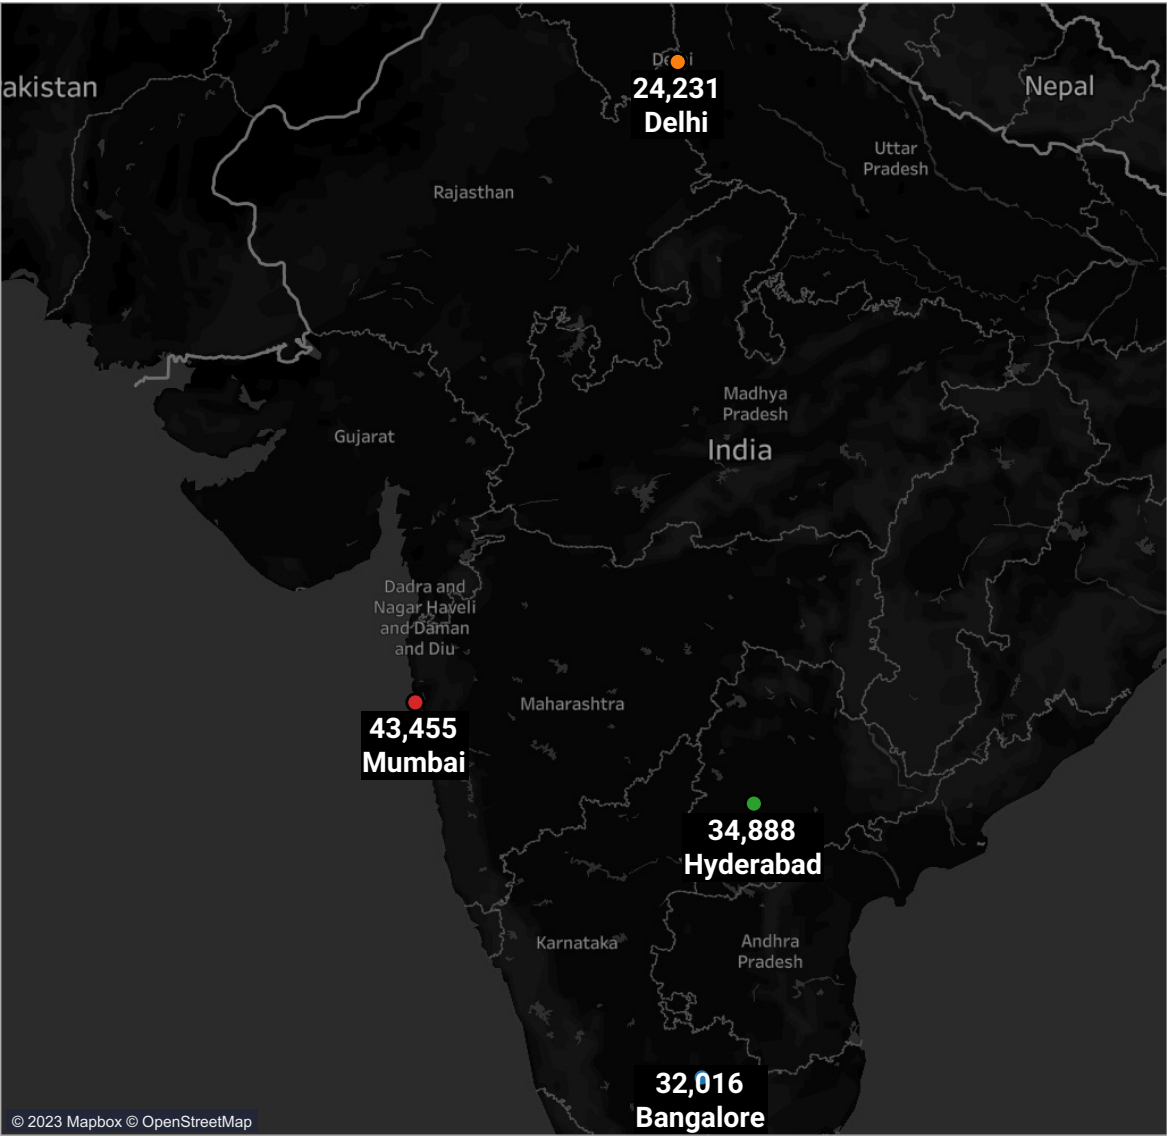 Delhi
24,231
Delhi
akistan
Nepal
Uttar
Pradesh
Rajasthan
Madhya
Pradesh
India
Gujarat
Dadra and
Nagar Haveli
and Daman
and Diu
Maharashtra
43,455
Mumbai
34,888
Hyderabad
Karnataka
Andhra
Pradesh
32,016
Bangalore
© 2023 Mapbox © OpenStreetMap